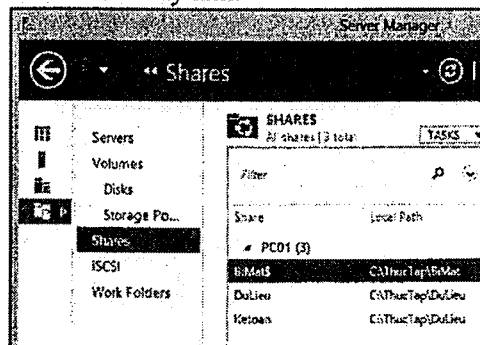 Server Manager
Shares
SHARES
All shares | 3 total
TASKS
Servers
Volumes
Disks
Storage Po...
Shares
iSCSI
Work Folders
Filter
Share
Local Path
PC01 (3)
BiMat$
C:\ThucTap\BiMat
DuLieu
C:\ThucTap\DuLieu
Ketoan
C:\ThucTap\DuLieu